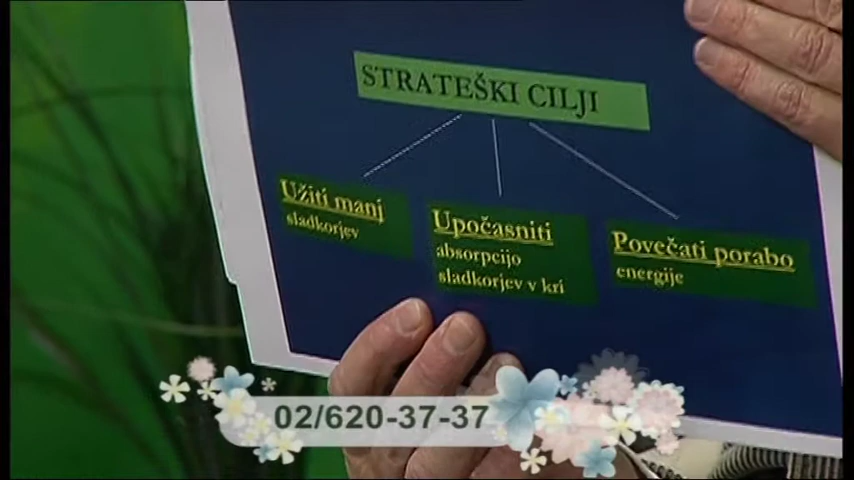 STRATEŠKI CILJI
Užiti manj
sladkorjev
Upočasniti
absorpcijo
sladkorjev v kri
Povečati porabo
energije
02/620-37-37